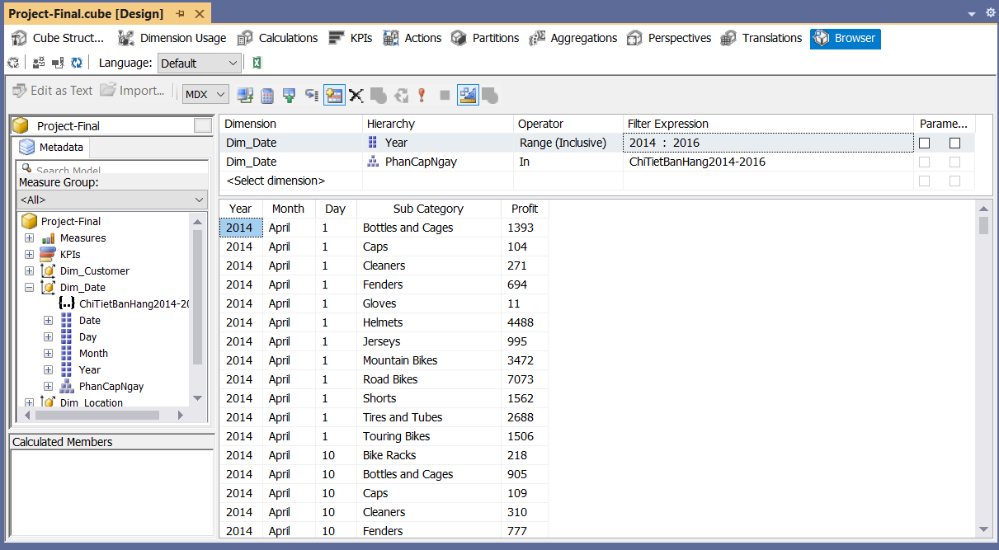 Project-Final.cube [Design]
Cube Struct... Dimension Usage Calculations KPIs Actions Partitions Aggregations Perspectives Translations Browser
Language: Default
Edit as Text Import... MDX
Project-Final
Metadata
Search Model
Measure Group:
<All>
Project-Final
Measures
KPIs
Dim_Customer
Dim_Date
ChiTietBanHang2014-20
Date
Day
Month
Year
PhanCapNgay
Dim_Location
Calculated Members
Dimension Hierarchy Operator Filter Expression Parame...
Dim_Date Year Range (Inclusive) 2014 : 2016
Dim_Date PhanCapNgay In ChiTietBanHang2014-2016
<Select dimension>
Year Month Day Sub Category Profit
2014 April 1 Bottles and Cages 1393
2014 April 1 Caps 104
2014 April 1 Cleaners 271
2014 April 1 Fenders 694
2014 April 1 Gloves 11
2014 April 1 Helmets 4488
2014 April 1 Jerseys 995
2014 April 1 Mountain Bikes 3472
2014 April 1 Road Bikes 7073
2014 April 1 Shorts 1562
2014 April 1 Tires and Tubes 2688
2014 April 1 Touring Bikes 1506
2014 April 10 Bike Racks 218
2014 April 10 Bottles and Cages 905
2014 April 10 Caps 109
2014 April 10 Cleaners 310
2014 April 10 Fenders 777